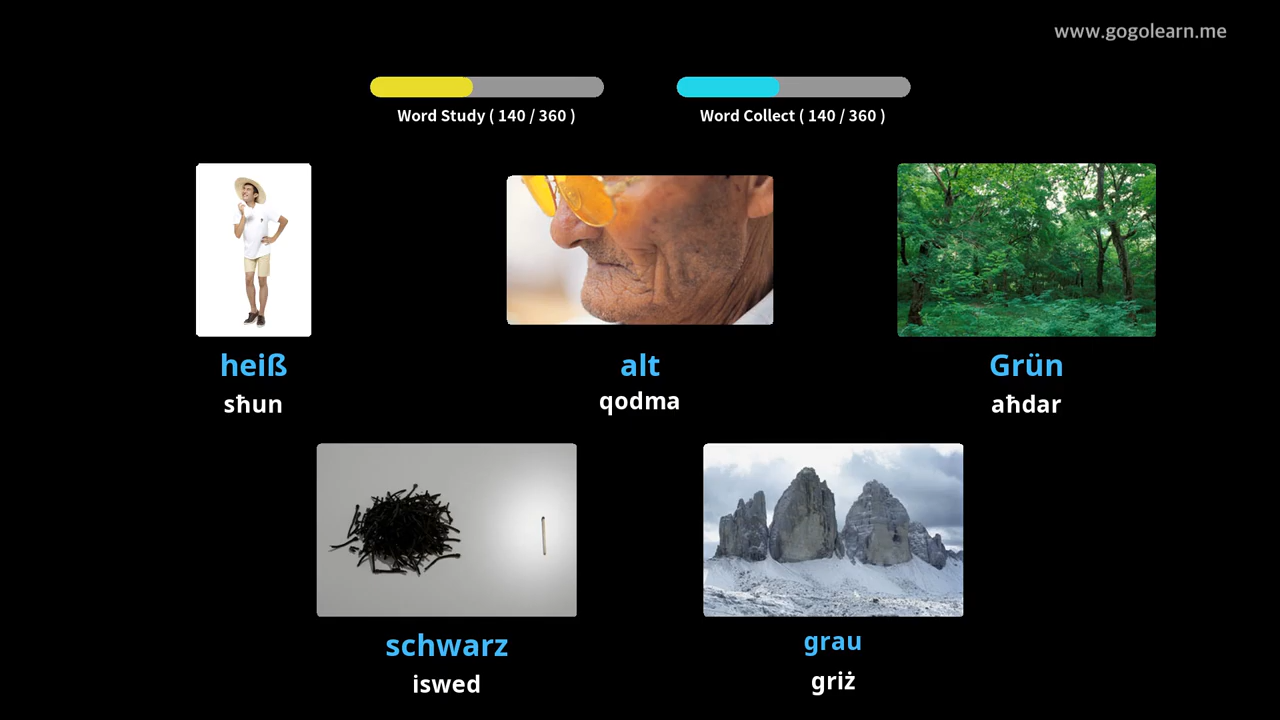 www.gogolearn.me
Word Study ( 140 / 360 )
Word Collect ( 140 / 360 )
heiß
alt
Grün
sħun
qodma
aħdar
schwarz
grau
iswed
griż